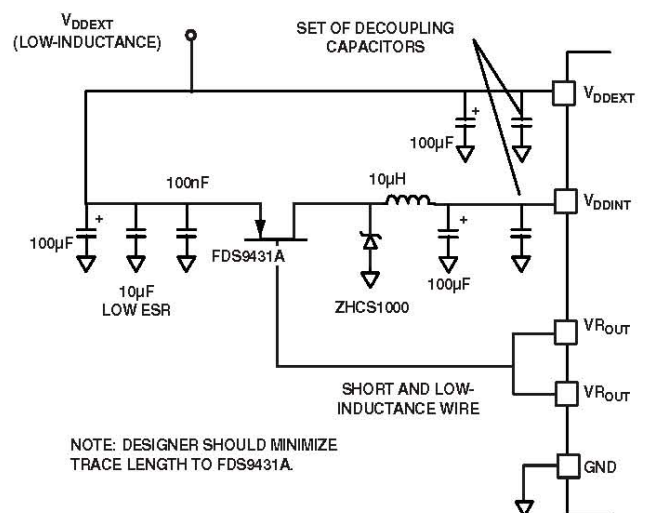 VDDEXT
(LOW-INDUCTANCE)
SET OF DECOUPLING
CAPACITORS
VDDEXT
+
100µF
100nF
10µH
VDDINT
+
+
100µF
FDS9431A
10µF
LOW ESR
ZHCS1000
100µF
VROUT
SHORT AND LOW-
INDUCTANCE WIRE
VROUT
NOTE: DESIGNER SHOULD MINIMIZE
TRACE LENGTH TO FDS9431A.
GND